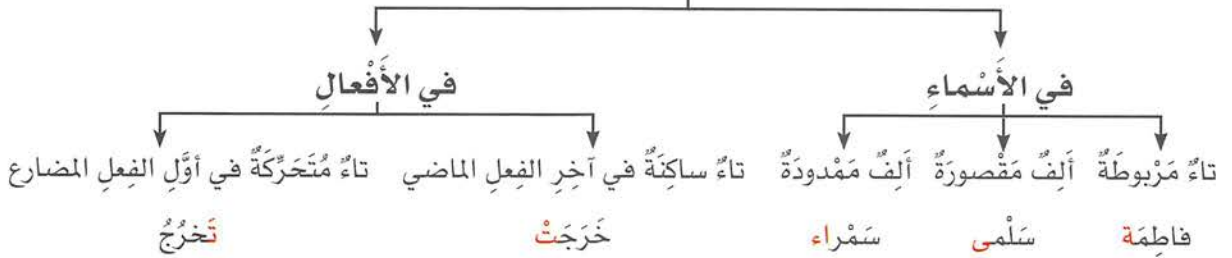 في الأَسْماءِ في الأَفْعالِ
تاءٌ مَرْبوطَةٌ أَلِفٌ مَقْصورَةٌ أَلِفٌ مَمْدودَةٌ تاءٌ ساكِنَةٌ في آخِرِ الفِعلِ الماضي تاءٌ مُتَحَرِّكَةٌ في أوَّلِ الفِعلِ المضارع
فاطِمَة سَلْمى سَمْراء خَرَجَتْ تَخرُجُ